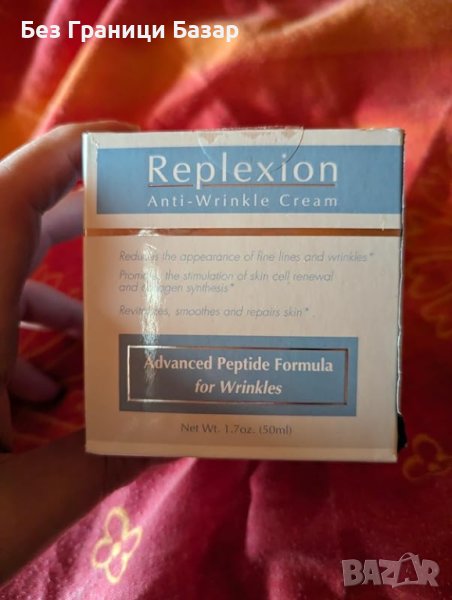 Без Граници Базар
Replexion
Anti-Wrinkle Cream
Reduces the appearance of fine lines and wrinkles*
Promotes the stimulation of skin cell renewal
and collagen synthesis*
Revitalizes, smoothes and repairs skin*
Advanced Peptide Formula
for Wrinkles
Net Wt. 1.7oz. (50ml)
BAZAR